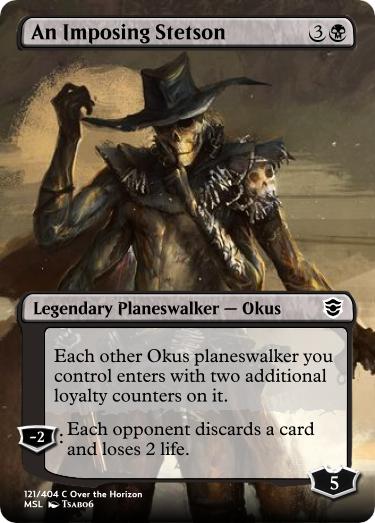 An Imposing Stetson 3
Legendary Planeswalker — Okus
Each other Okus planeswalker you
control enters with two additional
loyalty counters on it.
-2: Each opponent discards a card
and loses 2 life.
5
121/404 C Over the Horizon
MSL Tsabo6